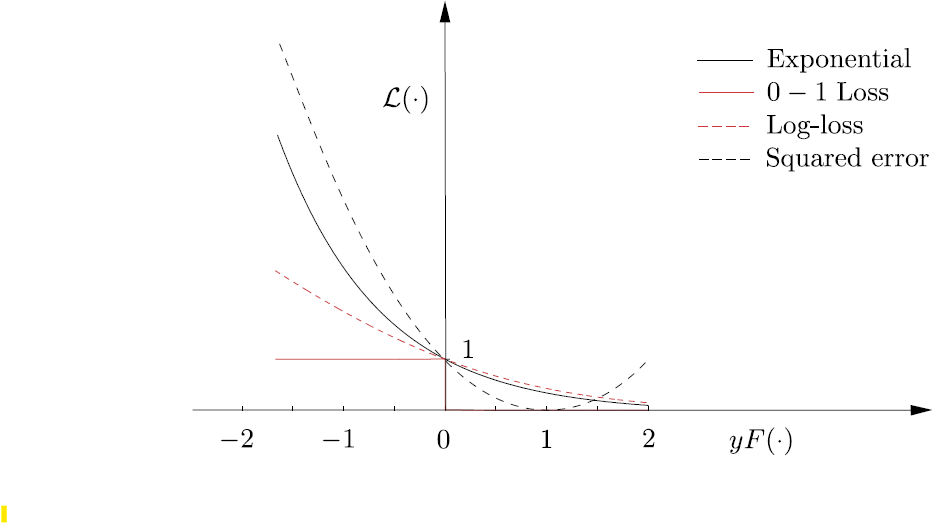 ℒ(·)
Exponential
0 − 1 Loss
Log-loss
Squared error
1
−2 −1 0 1 2 yF(·)